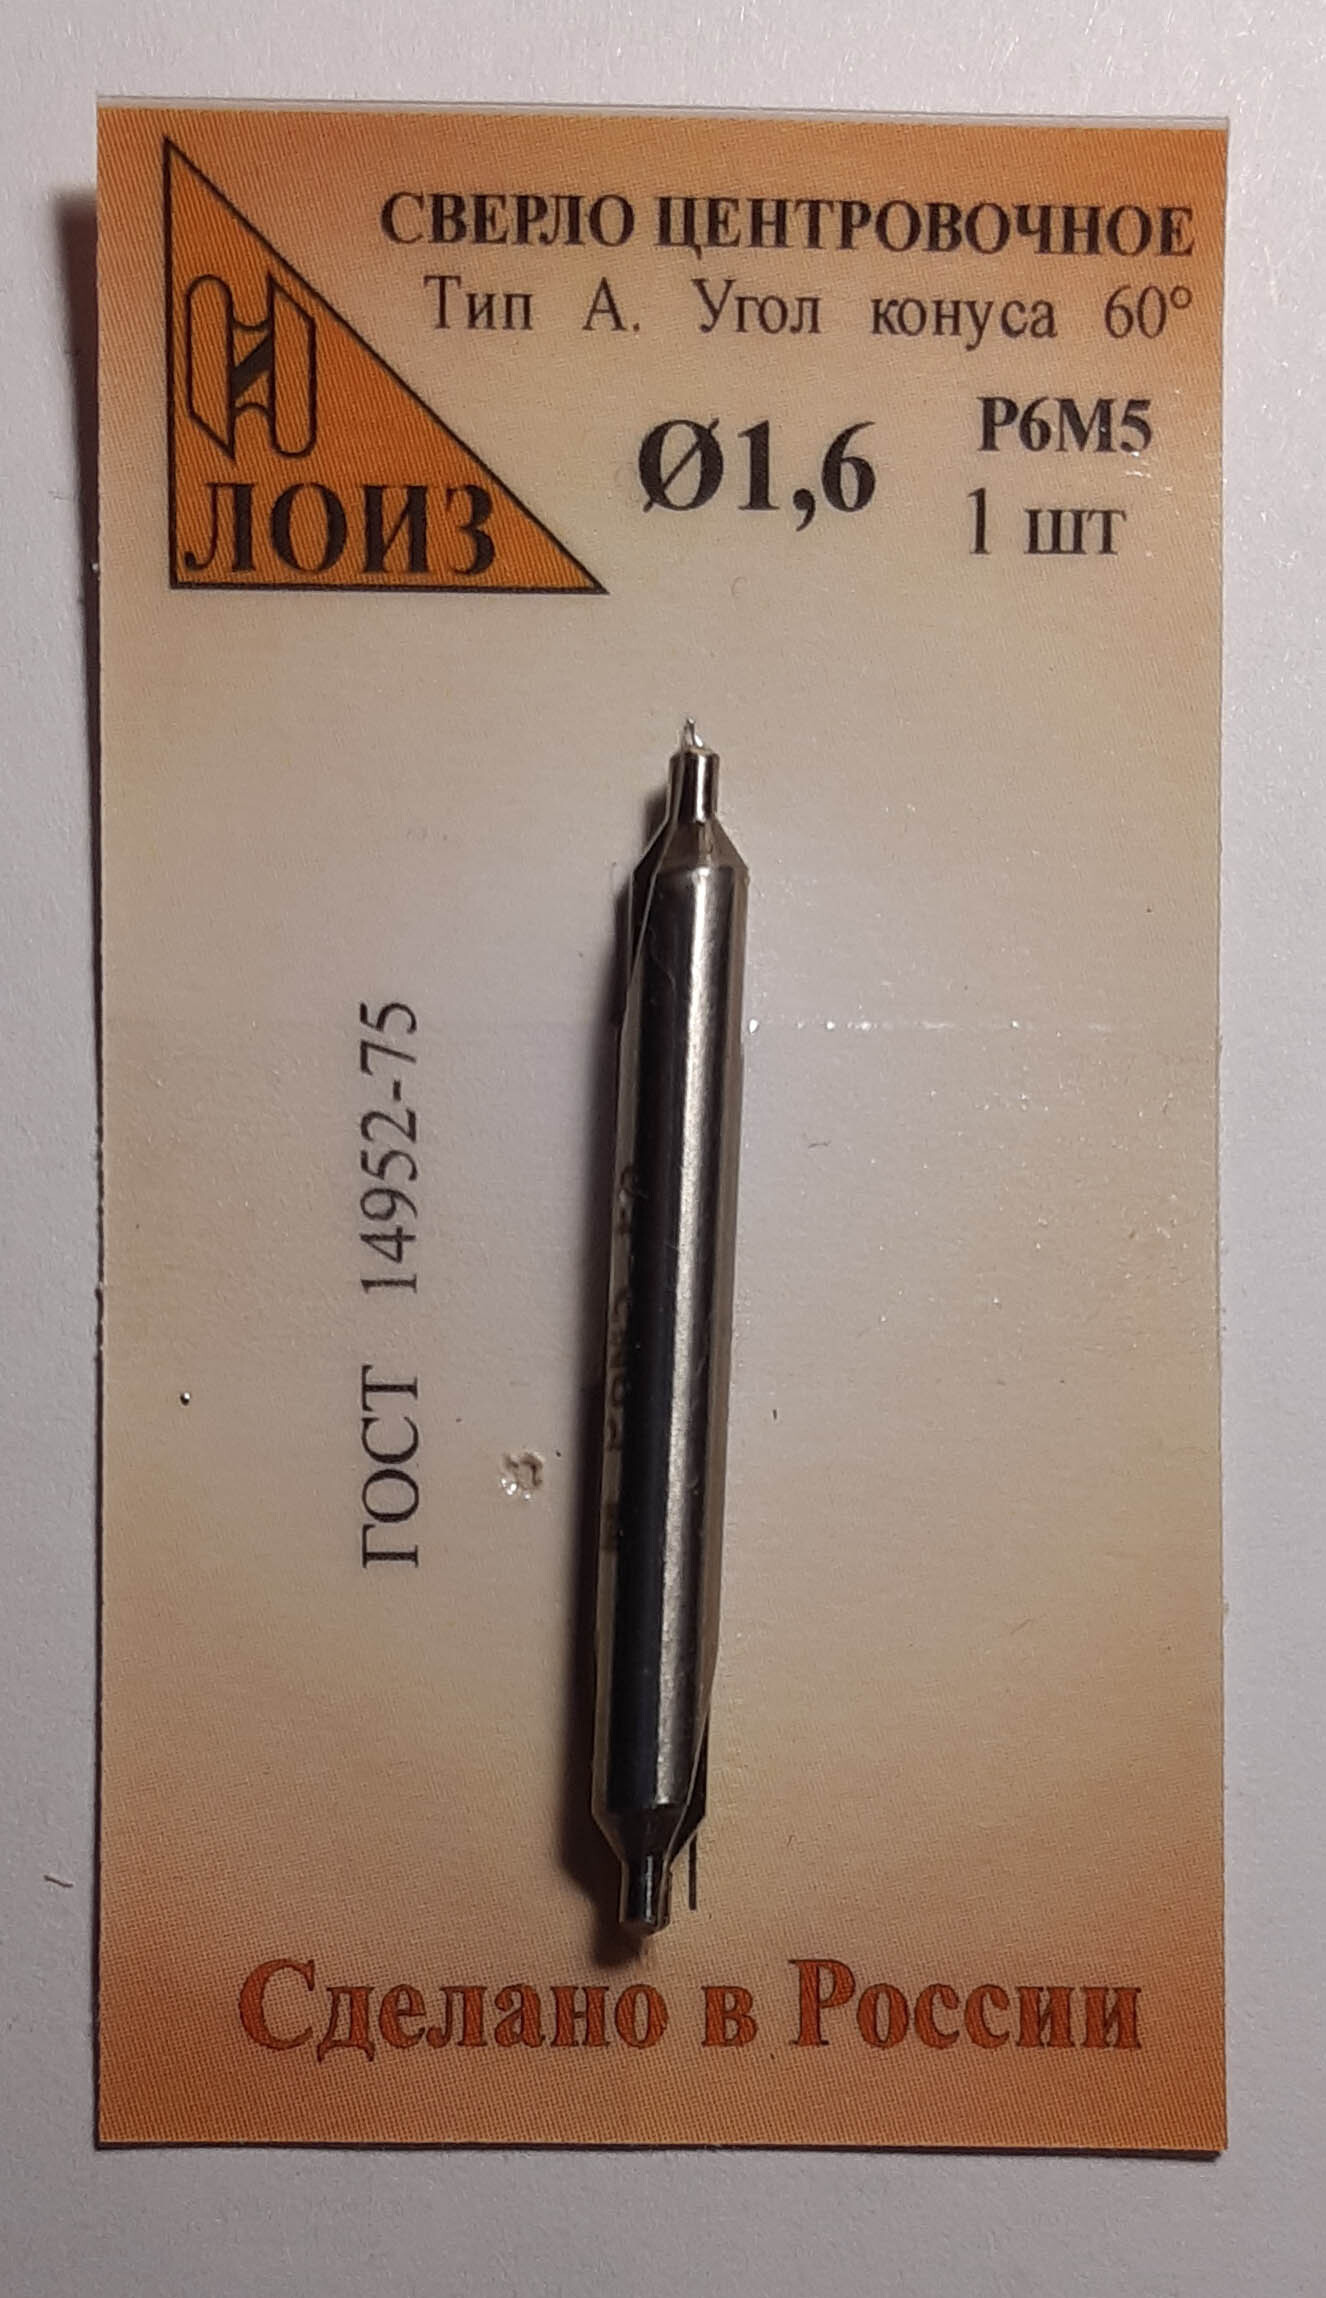 СВЕРЛО ЦЕНТРОВОЧНОЕ
Тип А. Угол конуса 60°
Ø1,6
Р6М5
1 шт
ЛОИЗ
ГОСТ 14952-75
Сделано в России